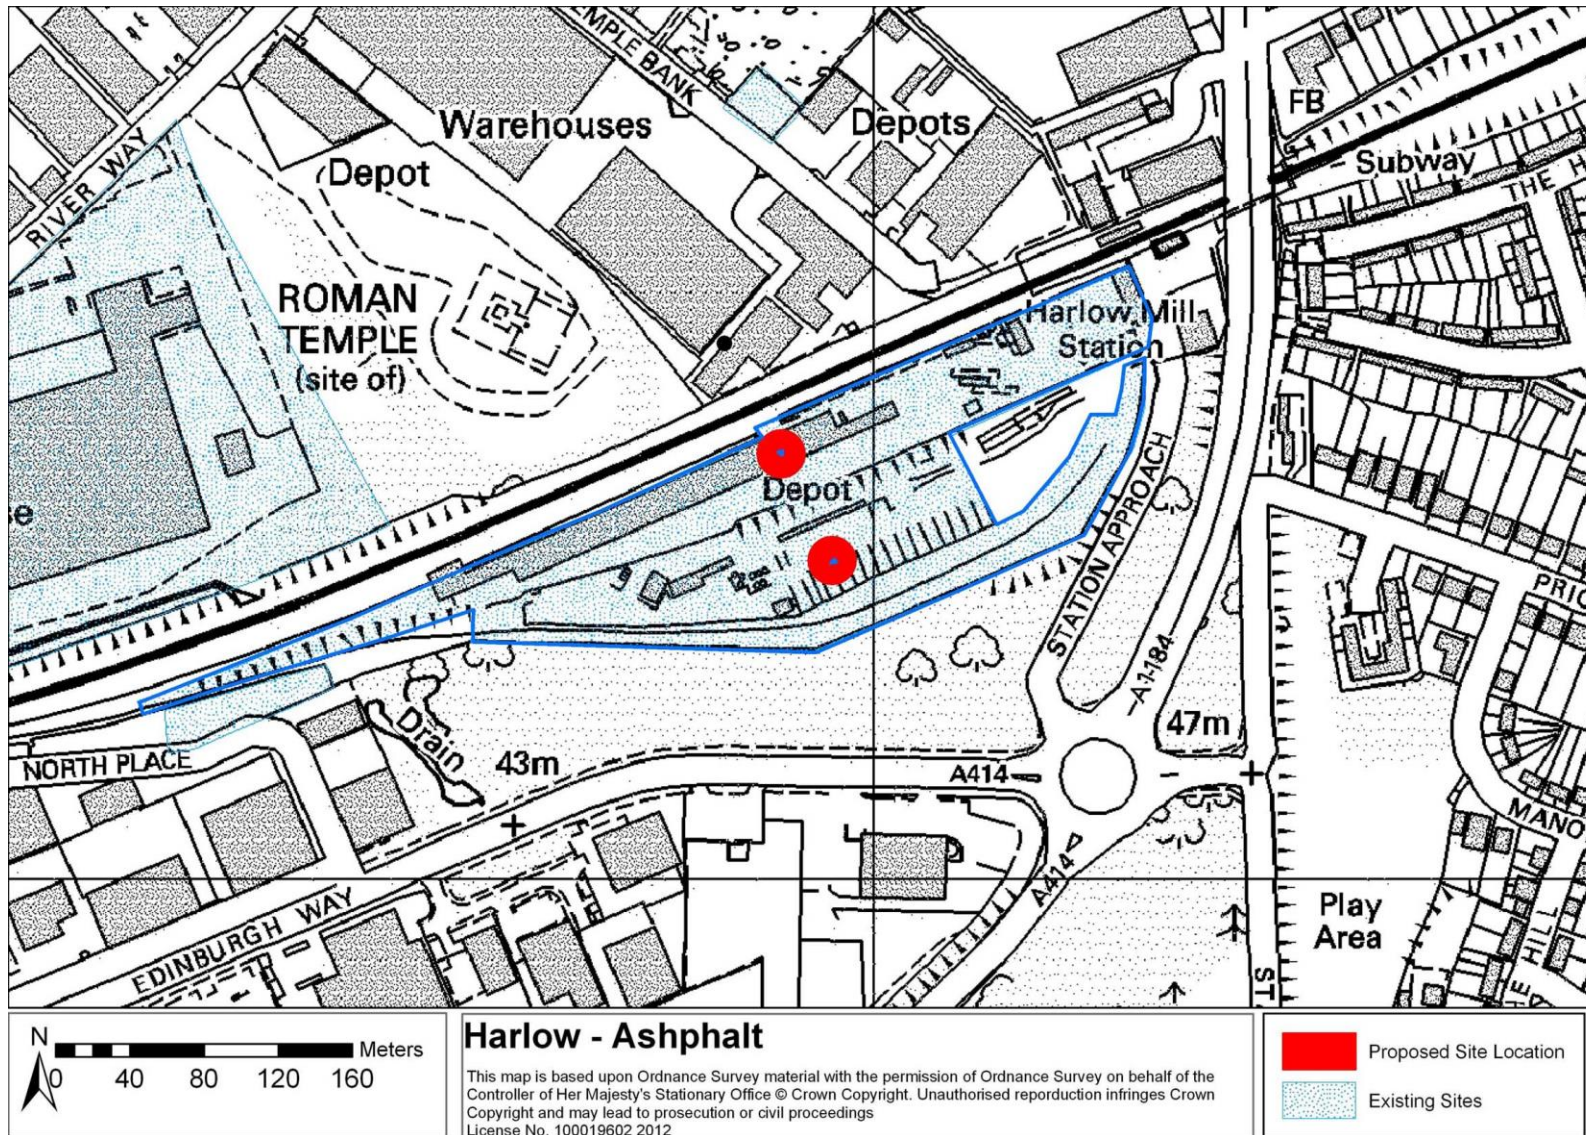 TEMPLE BANK
FB
Warehouses
Depots
Subway
RIVER WAY
Depot
THE H
ROMAN
TEMPLE
(site of)
Harlow Mill
Station
Depot
e
STATION APPROACH
PRIO
A1184
Drain
47m
NORTH PLACE
43m
A414
MANO
A414
EDINBURGH WAY
Play
Area
HILL
ST
N
Meters
0 40 80 120 160
Harlow - Ashphalt
This map is based upon Ordnance Survey material with the permission of Ordnance Survey on behalf of the
Controller of Her Majesty's Stationary Office © Crown Copyright. Unauthorised reporduction infringes Crown
Copyright and may lead to prosecution or civil proceedings
License No. 100019602 2012
Proposed Site Location
Existing Sites